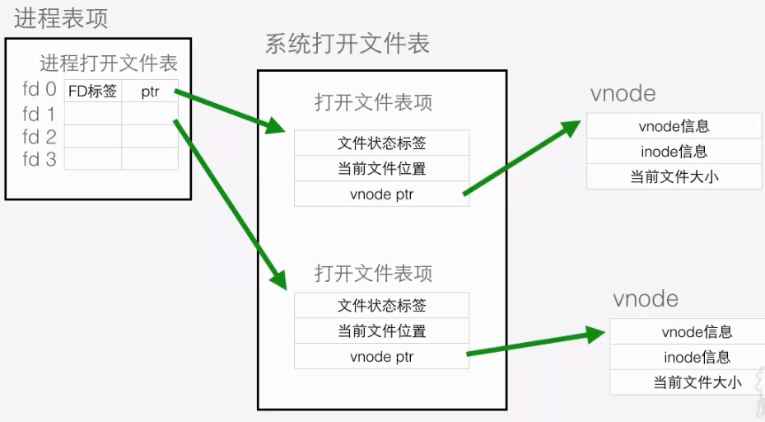 进程表项
进程打开文件表
fd 0 FD标签 ptr
fd 1
fd 2
fd 3
系统打开文件表
打开文件表项
文件状态标签
当前文件位置
vnode ptr
打开文件表项
文件状态标签
当前文件位置
vnode ptr
vnode
vnode信息
inode信息
当前文件大小
vnode
vnode信息
inode信息
当前文件大小